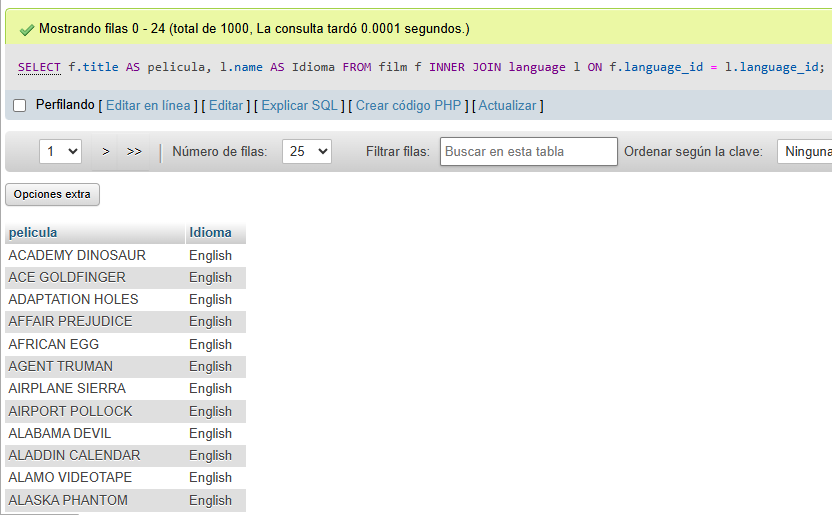 Mostrando filas 0 - 24 (total de 1000, La consulta tardó 0.0001 segundos.)
SELECT f.title AS pelicula, l.name AS Idioma FROM film f INNER JOIN language l ON f.language_id = l.language_id;
Perfilando [ Editar en línea ] [ Editar ] [ Explicar SQL ] [ Crear código PHP ] [ Actualizar ]
1 > >> | Número de filas: 25 Filtrar filas: Buscar en esta tabla Ordenar según la clave: Ninguna
Opciones extra
pelicula Idioma
ACADEMY DINOSAUR English
ACE GOLDFINGER English
ADAPTATION HOLES English
AFFAIR PREJUDICE English
AFRICAN EGG English
AGENT TRUMAN English
AIRPLANE SIERRA English
AIRPORT POLLOCK English
ALABAMA DEVIL English
ALADDIN CALENDAR English
ALAMO VIDEOTAPE English
ALASKA PHANTOM English